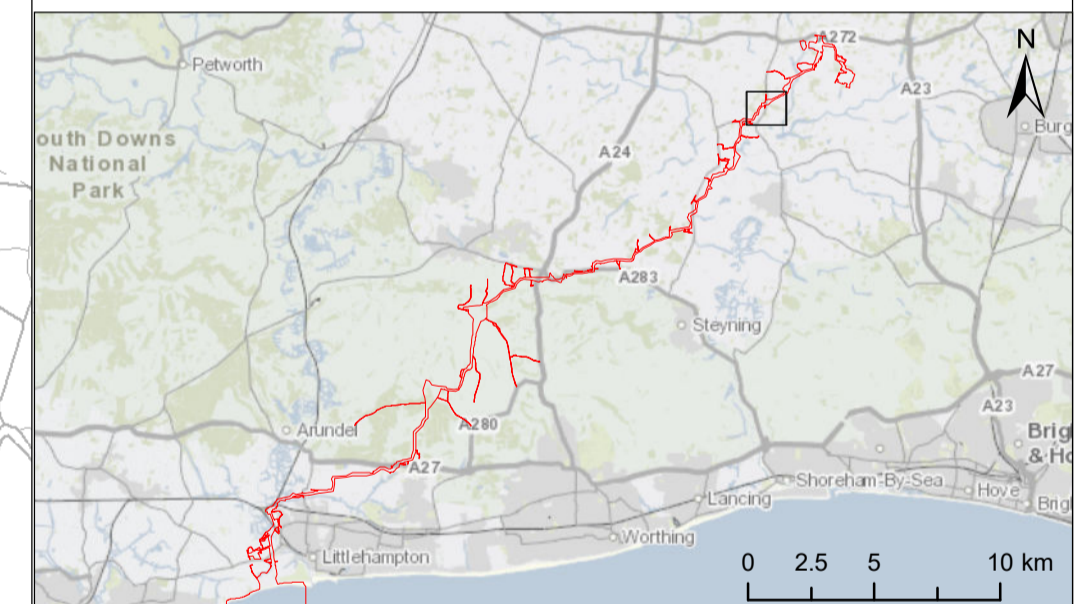 A272
N
Petworth
A23
Burg
outh Downs
National
Park
A24
A283
Steyning
A27
A23
Arundel
A280
Brig
& Ho
A27
Shoreham-By-Sea
Hove
Lancing
Brig
Worthing
Littlehampton
0 2.5 5 10 km